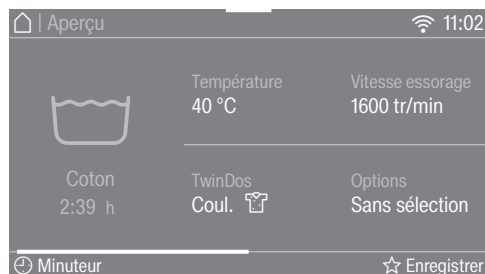 | Aperçu 11:02
Température Vitesse essorage
40 °C 1600 tr/min
Coton TwinDos Options
2:39 h Coul. Sans sélection
Minuteur Enregistrer